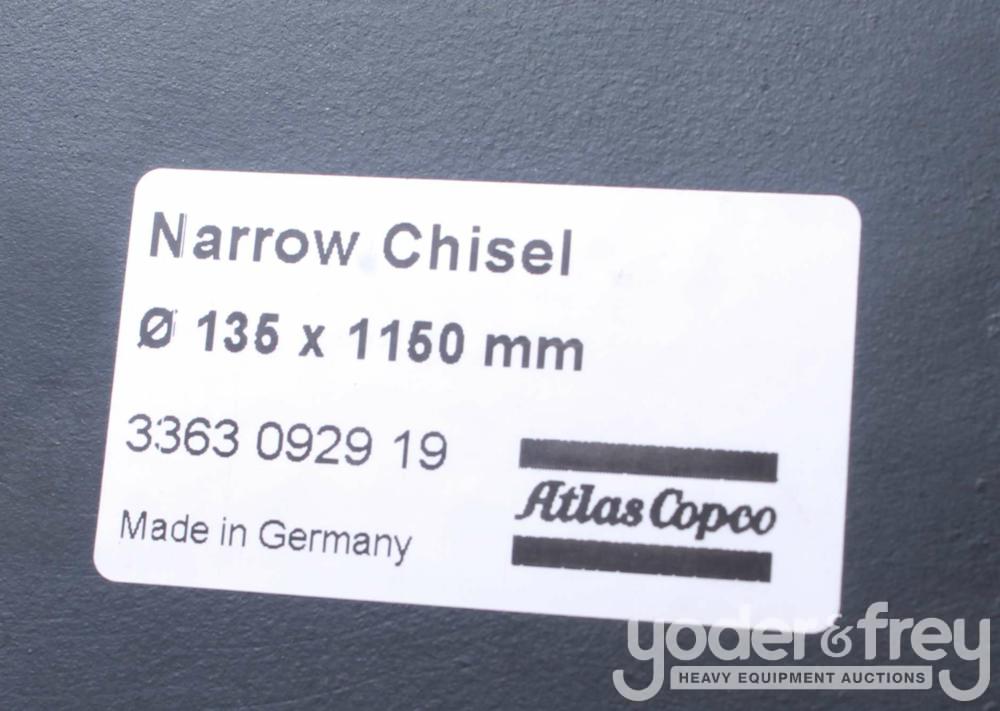 Narrow Chisel
Ø 135 x 1150 mm
3363 0929 19
Made in Germany
Atlas Copco
yoder & frey
HEAVY EQUIPMENT AUCTIONS